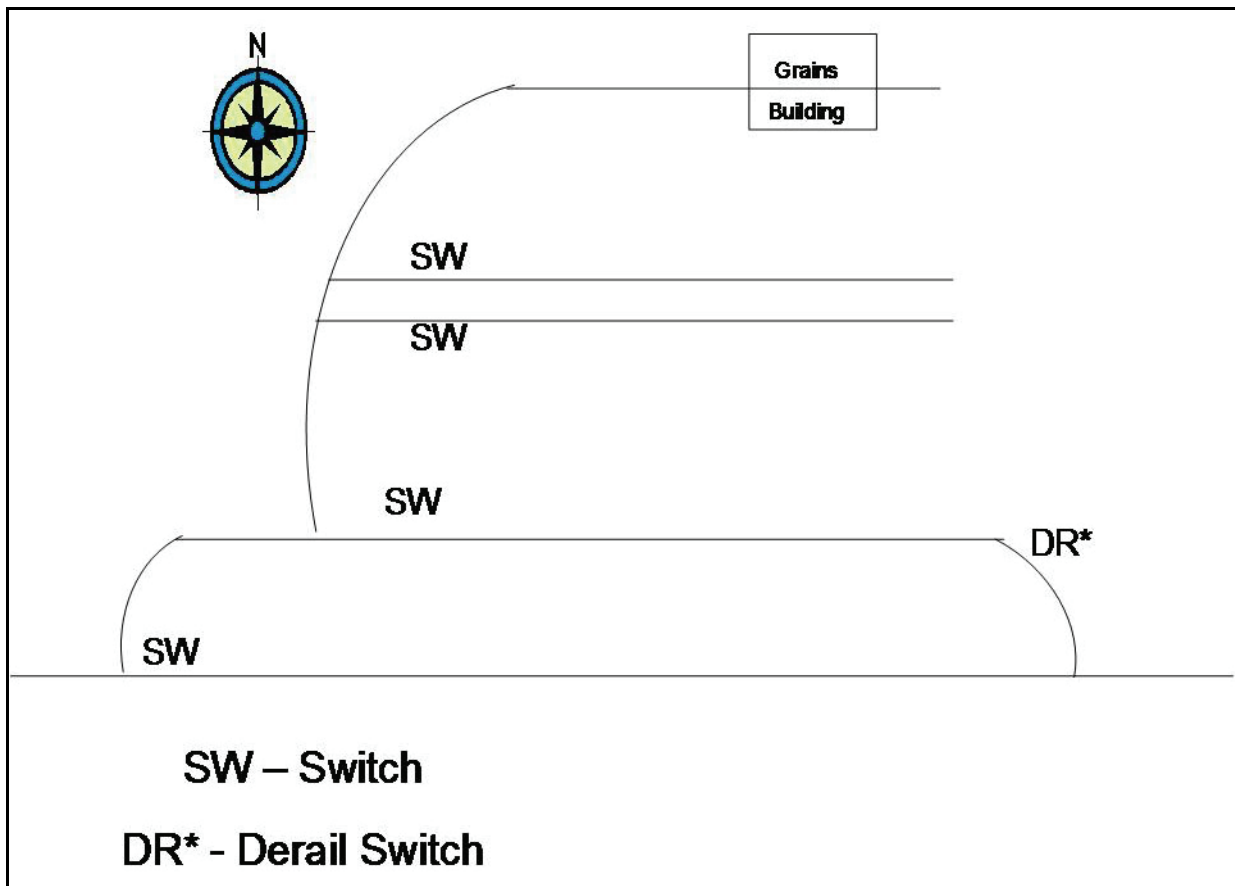 N
Grains
Building
SW
SW
SW
DR*
SW
SW – Switch
DR* - Derail Switch